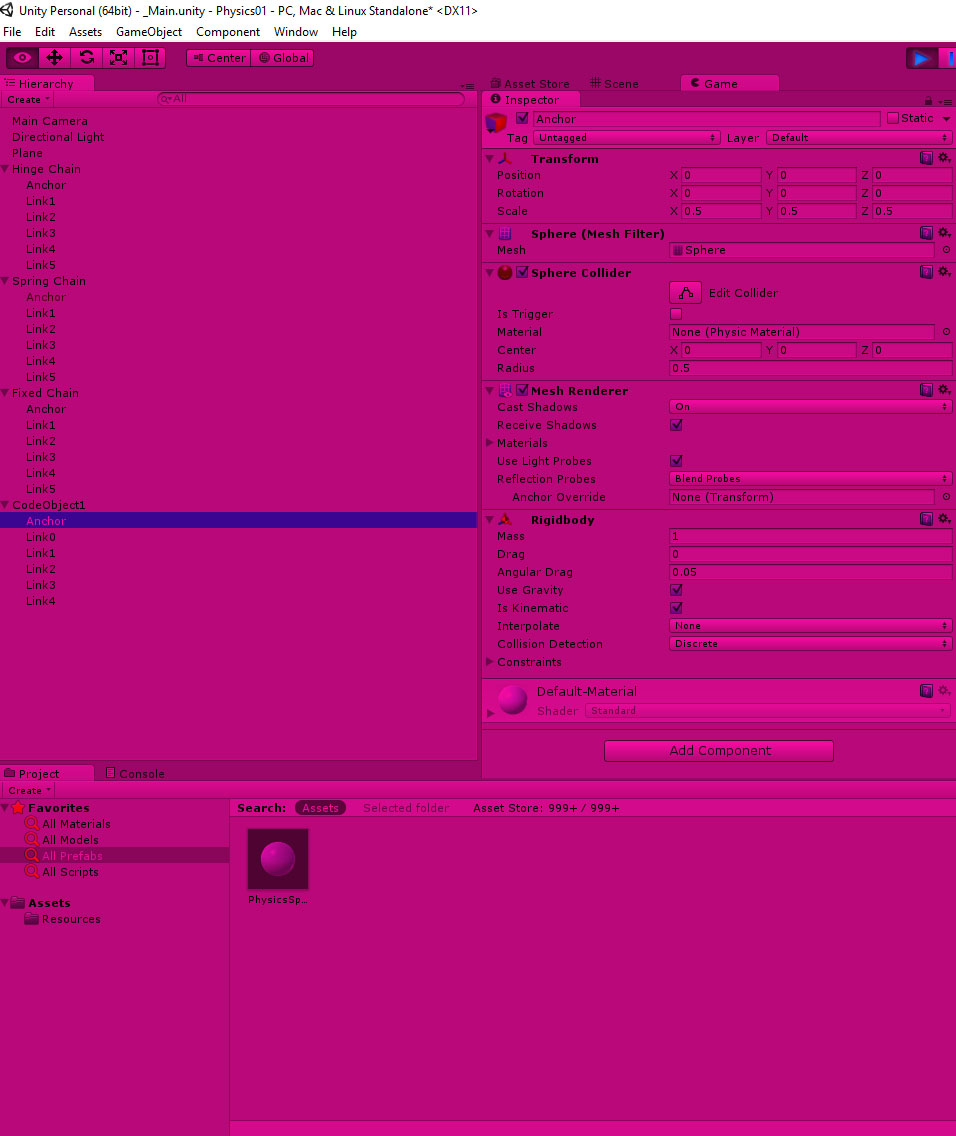 Unity Personal (64bit) - _Main.unity - Physics01 - PC, Mac & Linux Standalone* <DX11>
File Edit Assets GameObject Component Window Help
Center Global
Hierarchy
Create All
Main Camera
Directional Light
Plane
Hinge Chain
Anchor
Link1
Link2
Link3
Link4
Link5
Spring Chain
Anchor
Link1
Link2
Link3
Link4
Link5
Fixed Chain
Anchor
Link1
Link2
Link3
Link4
Link5
CodeObject1
Anchor
Link0
Link1
Link2
Link3
Link4
Asset Store Scene Game
Inspector
Anchor Static
Tag Untagged Layer Default
Transform
Position X 0 Y 0 Z 0
Rotation X 0 Y 0 Z 0
Scale X 0.5 Y 0.5 Z 0.5
Sphere (Mesh Filter)
Mesh Sphere
Sphere Collider
Edit Collider
Is Trigger
Material None (Physic Material)
Center X 0 Y 0 Z 0
Radius 0.5
Mesh Renderer
Cast Shadows On
Receive Shadows
Materials
Use Light Probes
Reflection Probes Blend Probes
Anchor Override None (Transform)
Rigidbody
Mass 1
Drag 0
Angular Drag 0.05
Use Gravity
Is Kinematic
Interpolate None
Collision Detection Discrete
Constraints
Default-Material
Shader Standard
Add Component
Project Console
Create
Favorites
All Materials
All Models
All Prefabs
All Scripts
Assets
Resources
Search: Assets Selected folder Asset Store: 999+ / 999+
PhysicsSp...